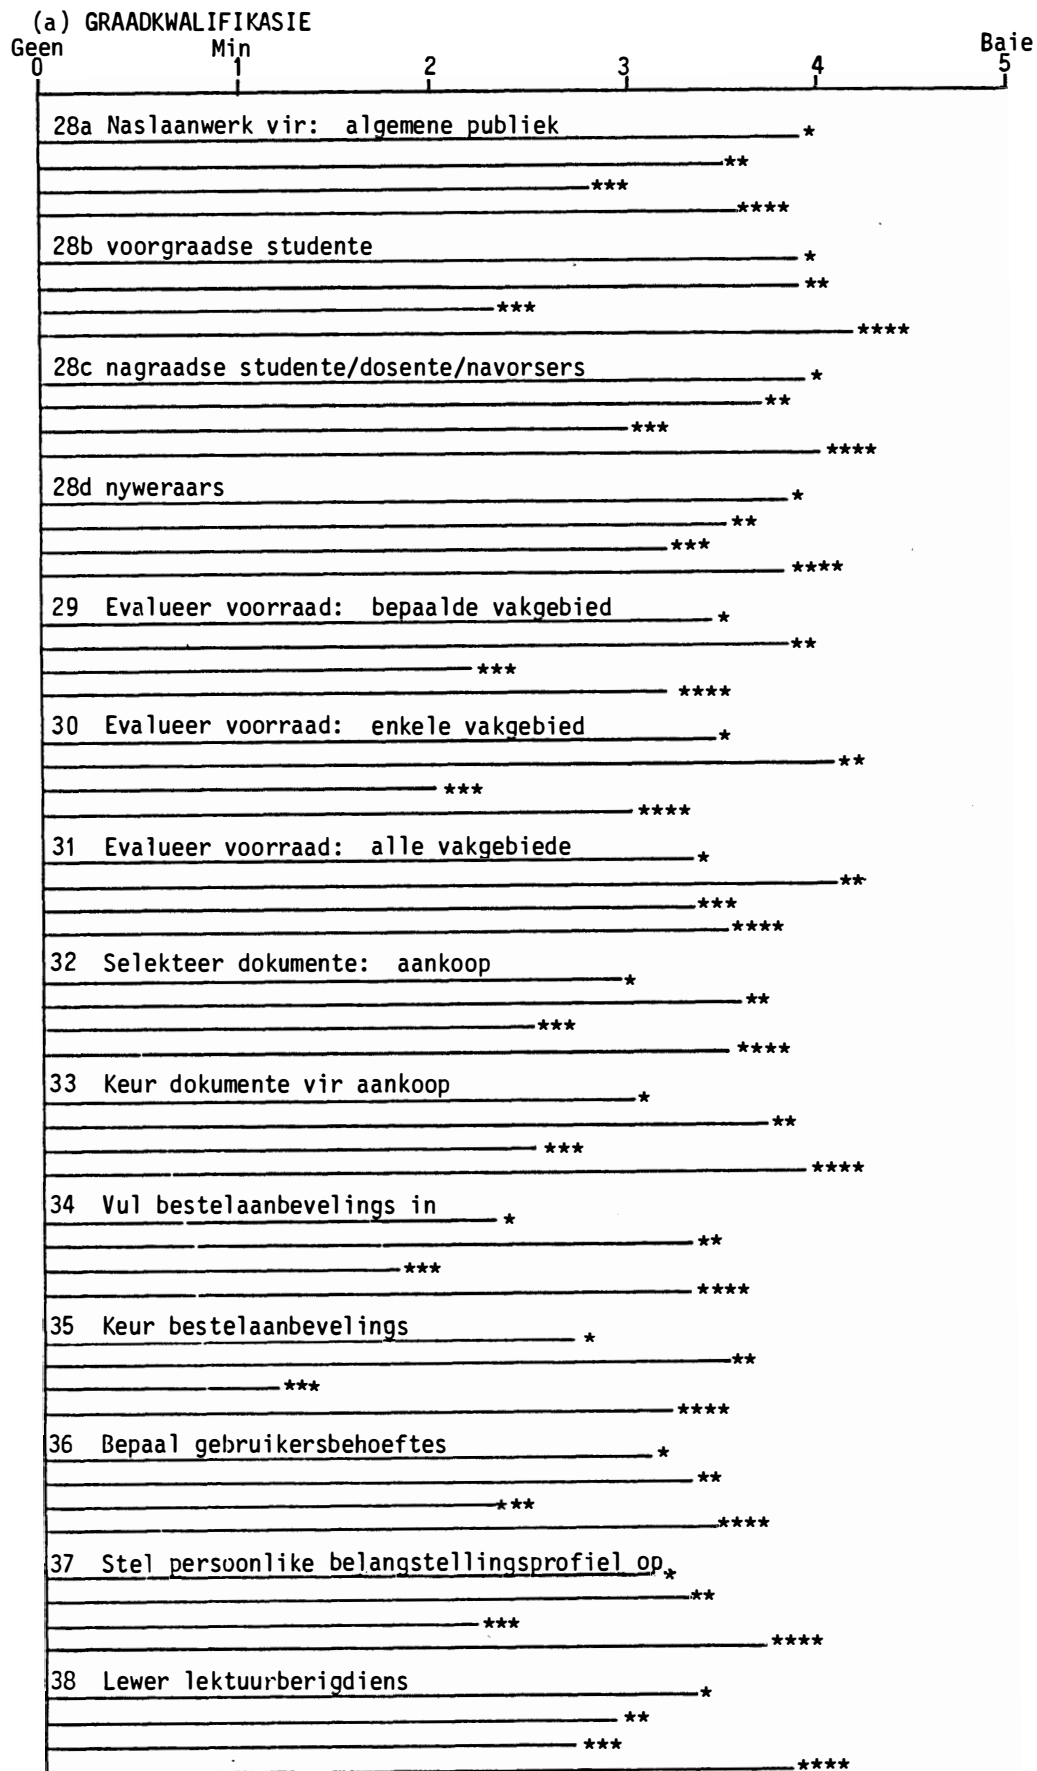 (a) GRAADKWALIFIKASIE
Geen Min Baie
0 1 2 3 4 5
28a Naslaanwerk vir: algemene publiek *
**
***
****
28b voorgraadse studente *
**
***
****
28c nagraadse studente/dosente/navorsers *
**
***
****
28d nyweraars *
**
***
****
29 Evalueer voorraad: bepaalde vakgebied *
**
***
****
30 Evalueer voorraad: enkele vakgebied *
**
***
****
31 Evalueer voorraad: alle vakgebiede *
**
***
****
32 Selekteer dokumente: aankoop *
**
***
****
33 Keur dokumente vir aankoop *
**
***
****
34 Vul bestelaanbevelings in *
**
***
****
35 Keur bestelaanbevelings *
**
***
****
36 Bepaal gebruikersbehoeftes *
**
***
****
37 Stel persoonlike belangstellingsprofiel op *
**
***
****
38 Lewer lektuurberigdiens *
**
***
****